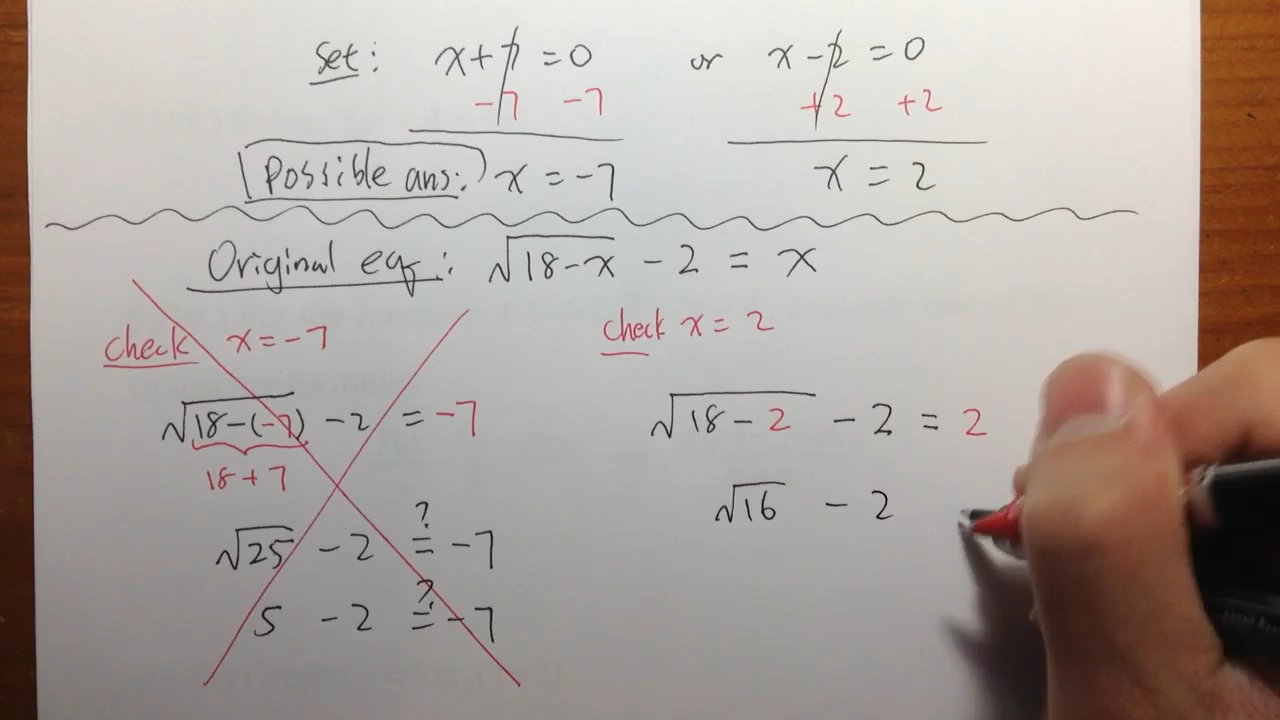 Set: x+7 =0 or x-2 =0
-7 -7 +2 +2
Possible ans: x = -7 x = 2
Original eq: √18-x - 2 = x
check x = -7 check x = 2
√18-(-7) - 2 = -7 √18-2 - 2 = 2
18+7
√25 - 2 ≟ -7 √16 - 2
5 - 2 ≟ -7